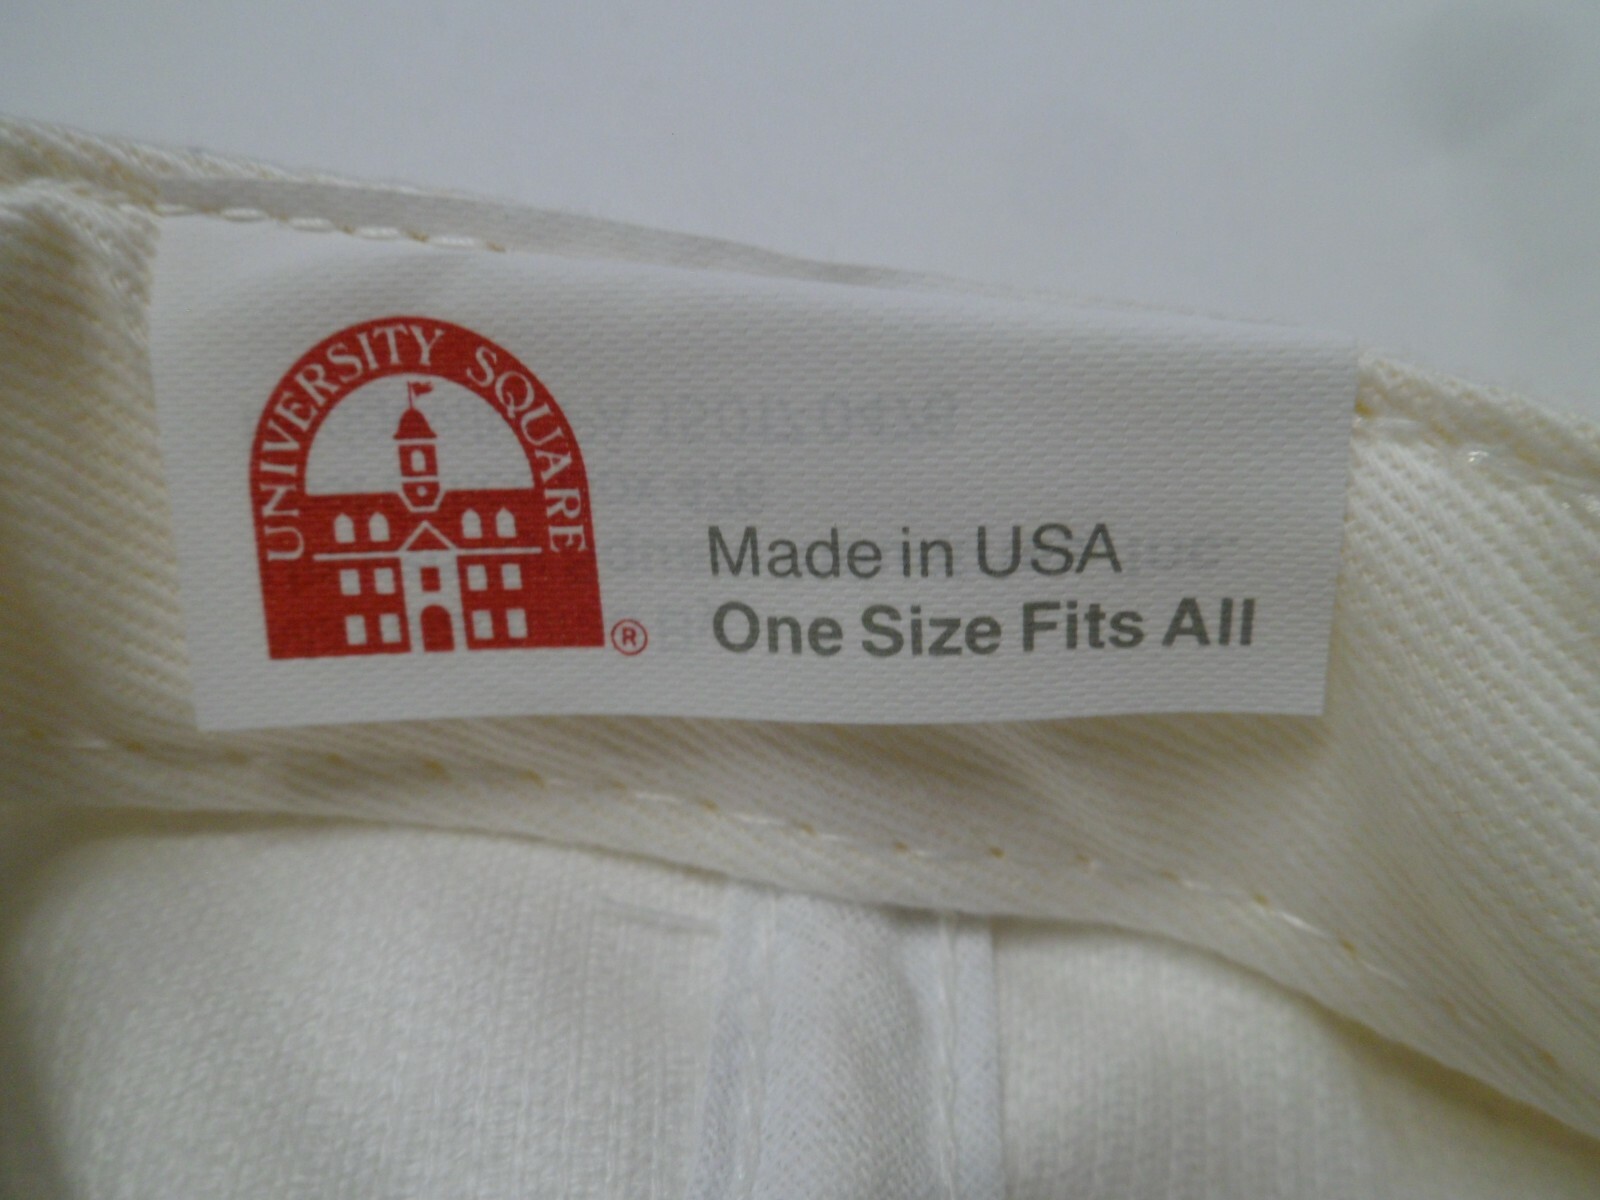 UNIVERSITY SQUARE
®
Made in USA
One Size Fits All